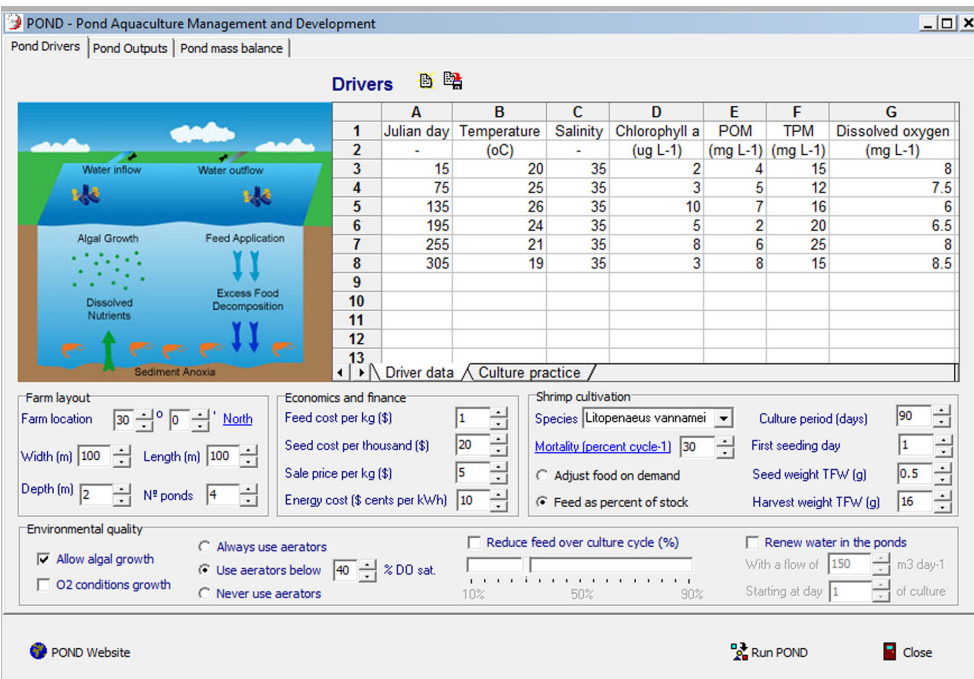 POND - Pond Aquaculture Management and Development
Pond Drivers Pond Outputs Pond mass balance
Drivers
A B C D E F G
1 Julian day Temperature Salinity Chlorophyll a POM TPM Dissolved oxygen
2 - (oC) - (ug L-1) (mg L-1) (mg L-1) (mg L-1)
3 15 20 35 2 4 15 8
4 75 25 35 3 5 12 7.5
5 135 26 35 10 7 16 6
6 195 24 35 5 2 20 6.5
7 255 21 35 8 6 25 8
8 305 19 35 3 8 15 8.5
9
10
11
12
13
Driver data Culture practice
Water inflow Water outflow
Algal Growth Feed Application
Excess Food
Decomposition
Dissolved
Nutrients
Sediment Anoxia
Farm layout
Farm location 30 º 0 ' North
Width (m) 100 Length (m) 100
Depth (m) 2 Nº ponds 4
Economics and finance
Feed cost per kg ($) 1
Seed cost per thousand ($) 20
Sale price per kg ($) 5
Energy cost ($ cents per kWh) 10
Shrimp cultivation
Species Litopenaeus vannamei Culture period (days) 90
Mortality (percent cycle-1) 30 First seeding day 1
Adjust food on demand Seed weight TFW (g) 0.5
Feed as percent of stock Harvest weight TFW (g) 16
Environmental quality
Allow algal growth
O2 conditions growth
Always use aerators
Use aerators below 40 % DO sat.
Never use aerators
Reduce feed over culture cycle (%)
10% 50% 90%
Renew water in the ponds
With a flow of 150 m3 day-1
Starting at day 1 of culture
POND Website Run POND Close